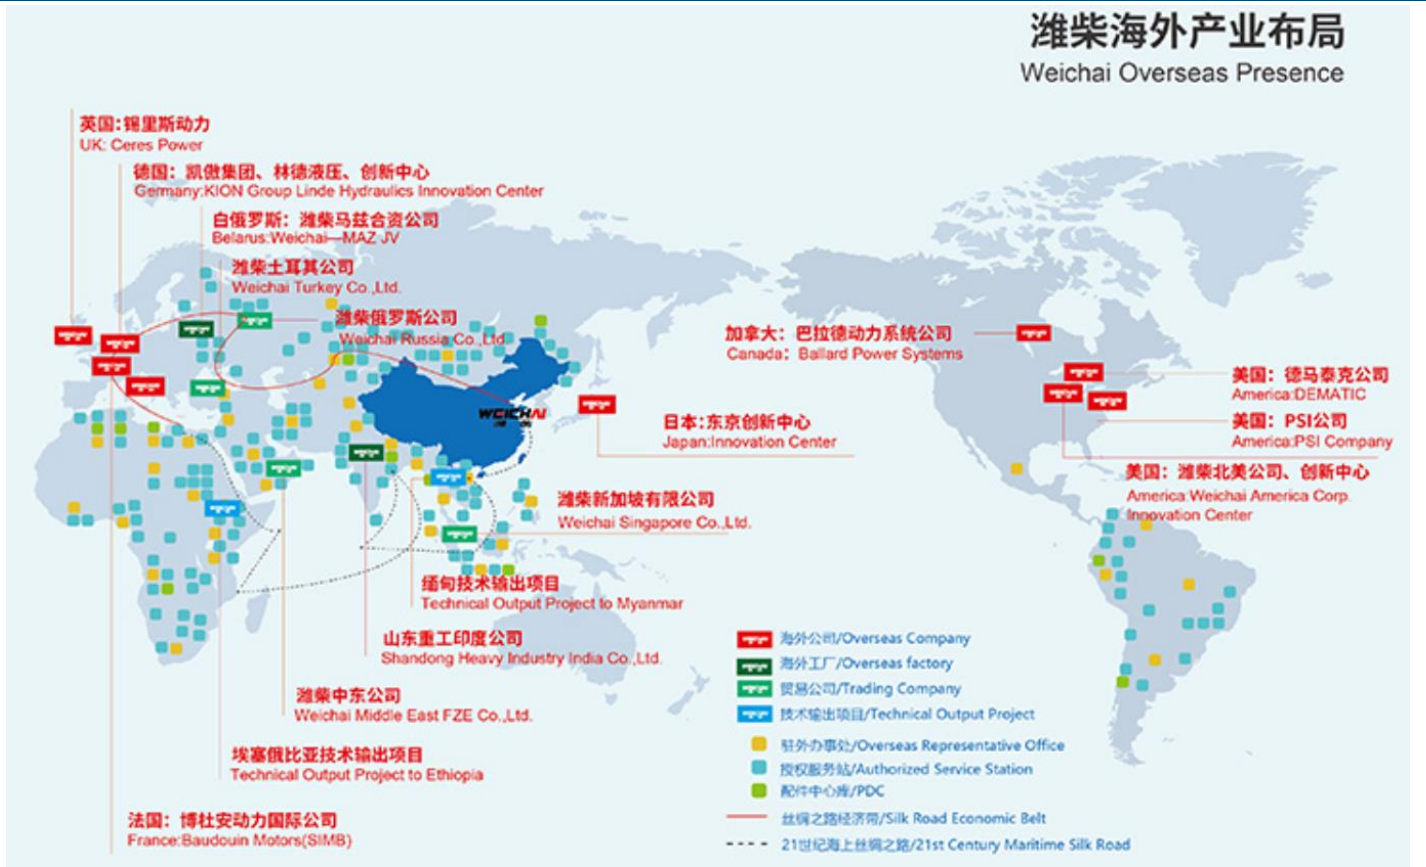 潍柴海外产业布局
Weichai Overseas Presence
英国:锡里斯动力
UK: Ceres Power
德国：凯傲集团、林德液压、创新中心
Germany:KION Group Linde Hydraulics Innovation Center
白俄罗斯：潍柴马兹合资公司
Belarus:Weichai—MAZ JV
潍柴土耳其公司
Weichai Turkey Co.,Ltd.
潍柴俄罗斯公司
Weichai Russia Co.,Ltd.
加拿大：巴拉德动力系统公司
Canada：Ballard Power Systems
美国：德马泰克公司
America:DEMATIC
美国：PSI公司
America:PSI Company
美国：潍柴北美公司、创新中心
America:Weichai America Corp.
Innovation Center
WEICHAI
日本:东京创新中心
Japan:Innovation Center
潍柴新加坡有限公司
Weichai Singapore Co.,Ltd.
缅甸技术输出项目
Technical Output Project to Myanmar
山东重工印度公司
Shandong Heavy Industry India Co.,Ltd.
潍柴中东公司
Weichai Middle East FZE Co.,Ltd.
埃塞俄比亚技术输出项目
Technical Output Project to Ethiopia
法国：博杜安动力国际公司
France:Baudouin Motors(SIMB)
海外公司/Overseas Company
海外工厂/Overseas factory
贸易公司/Trading Company
技术输出项目/Technical Output Project
驻外办事处/Overseas Representative Office
授权服务站/Authorized Service Station
配件中心库/PDC
丝绸之路经济带/Silk Road Economic Belt
21世纪海上丝绸之路/21st Century Maritime Silk Road